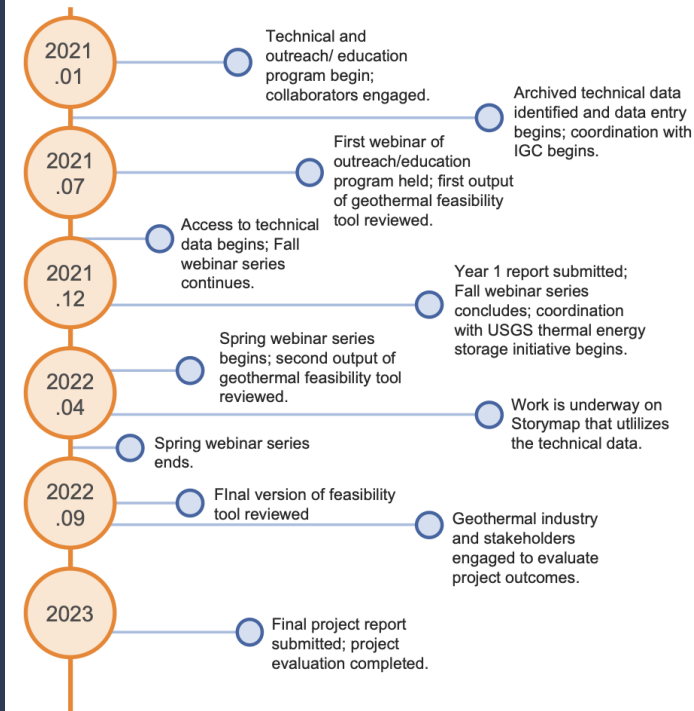 2021
.01
Technical and
outreach/ education
program begin;
collaborators engaged.
Archived technical data
identified and data entry
begins; coordination with
IGC begins.
2021
.07
First webinar of
outreach/education
program held; first output
of geothermal feasibility
tool reviewed.
Access to technical
data begins; Fall
webinar series
continues.
2021
.12
Year 1 report submitted;
Fall webinar series
concludes; coordination
with USGS thermal energy
storage initiative begins.
Spring webinar series
begins; second output of
geothermal feasibility tool
reviewed.
2022
.04
Work is underway on
Storymap that utlilizes
the technical data.
Spring webinar series
ends.
2022
.09
FInal version of feasibility
tool reviewed
Geothermal industry
and stakeholders
engaged to evaluate
project outcomes.
2023
Final project report
submitted; project
evaluation completed.